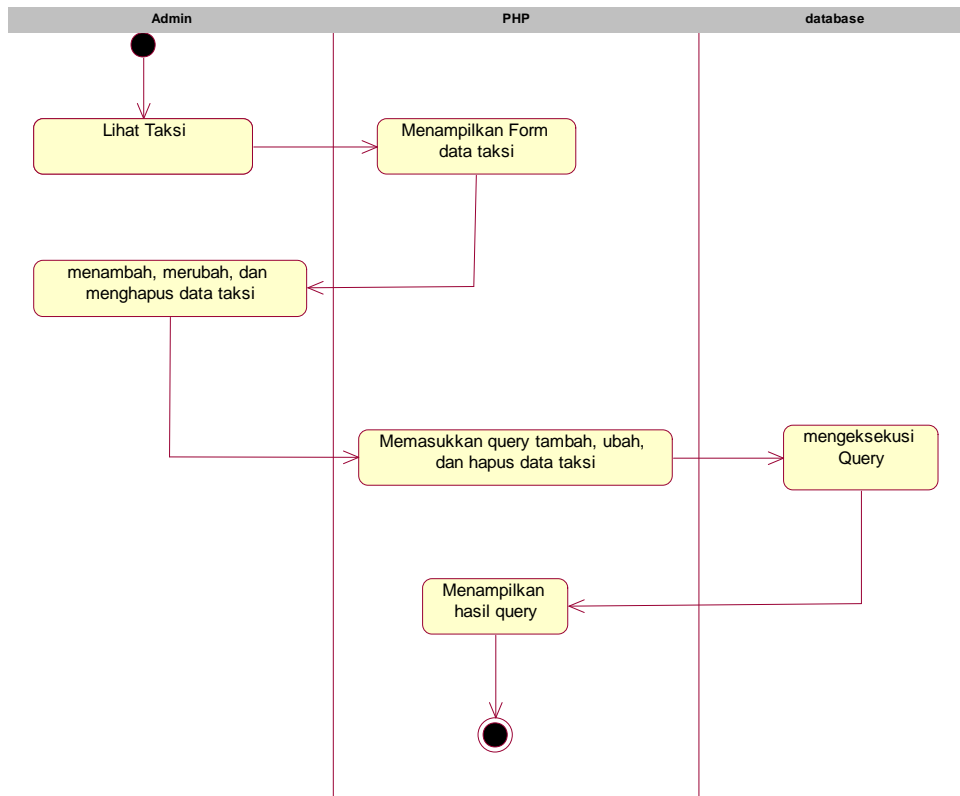 Admin
PHP
database
Lihat Taksi
Menampilkan Form
data taksi
menambah, merubah, dan
menghapus data taksi
Memasukkan query tambah, ubah,
dan hapus data taksi
mengeksekusi
Query
Menampilkan
hasil query